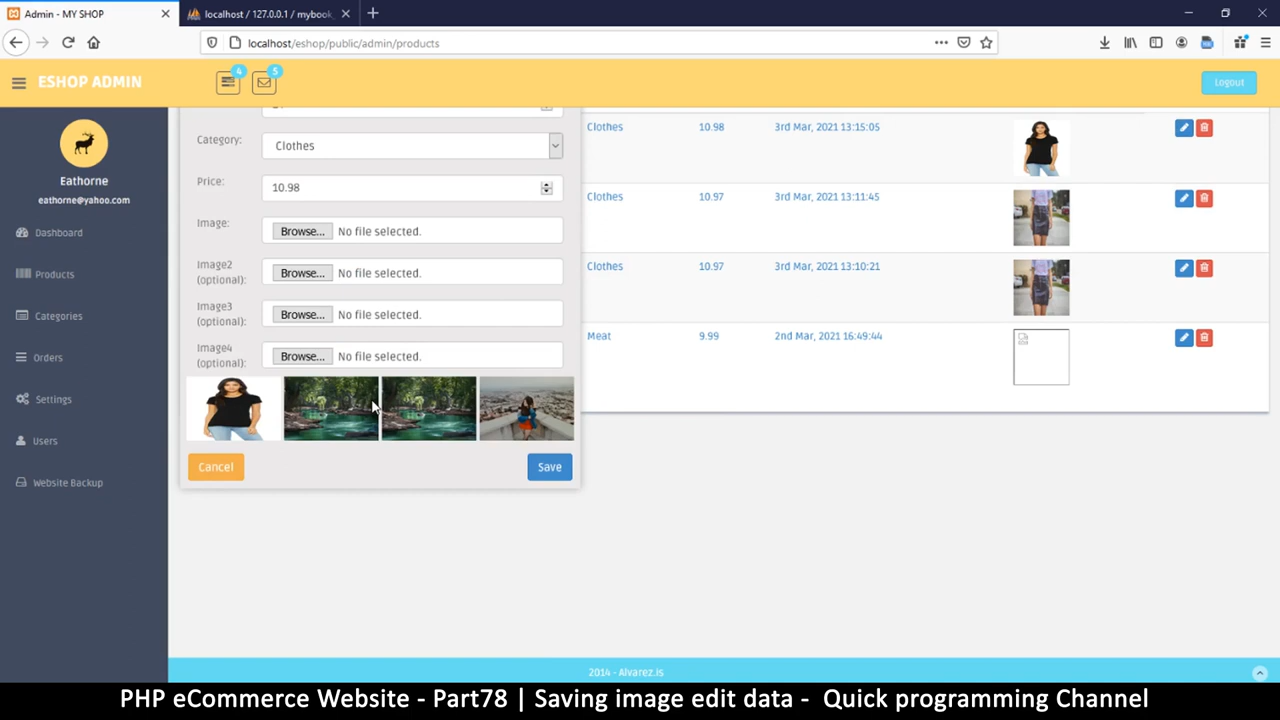 Admin - MY SHOP
localhost / 127.0.0.1 / mybook
localhost/eshop/public/admin/products
ESHOP ADMIN
4
5
Logout
Eathorne
eathorne@yahoo.com
Dashboard
Products
Categories
Orders
Settings
Users
Website Backup
Category:
Clothes
Price:
10.98
Image:
Browse... No file selected.
Image2
(optional):
Browse... No file selected.
Image3
(optional):
Browse... No file selected.
Image4
(optional):
Browse... No file selected.
Cancel
Save
Clothes 10.98 3rd Mar, 2021 13:15:05
Clothes 10.97 3rd Mar, 2021 13:11:45
Clothes 10.97 3rd Mar, 2021 13:10:21
Meat 9.99 2nd Mar, 2021 16:49:44
2014 - Alvarez.is
PHP eCommerce Website - Part78 | Saving image edit data - Quick programming Channel